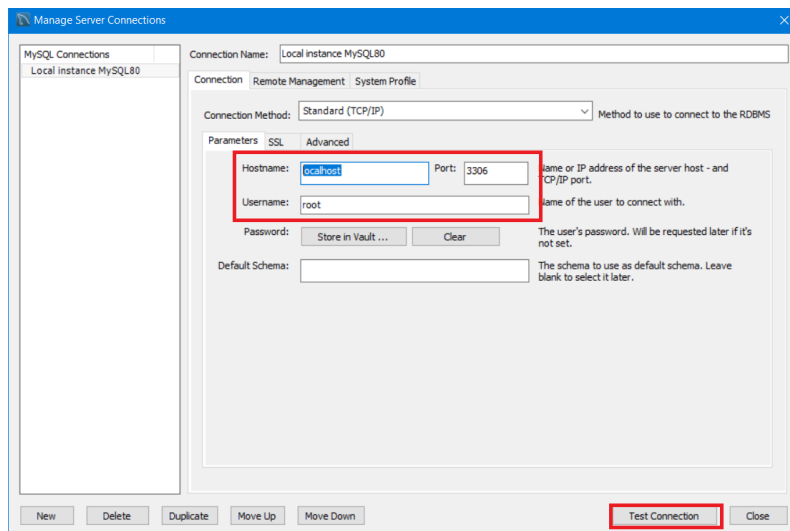 Manage Server Connections
MySQL Connections
Local instance MySQL80
Connection Name: Local instance MySQL80
Connection Remote Management System Profile
Connection Method: Standard (TCP/IP) Method to use to connect to the RDBMS
Parameters SSL Advanced
Hostname: ocalhost Port: 3306 Name or IP address of the server host - and
TCP/IP port.
Username: root Name of the user to connect with.
Password: Store in Vault ... Clear The user's password. Will be requested later if it's
not set.
Default Schema: The schema to use as default schema. Leave
blank to select it later.
New Delete Duplicate Move Up Move Down Test Connection Close